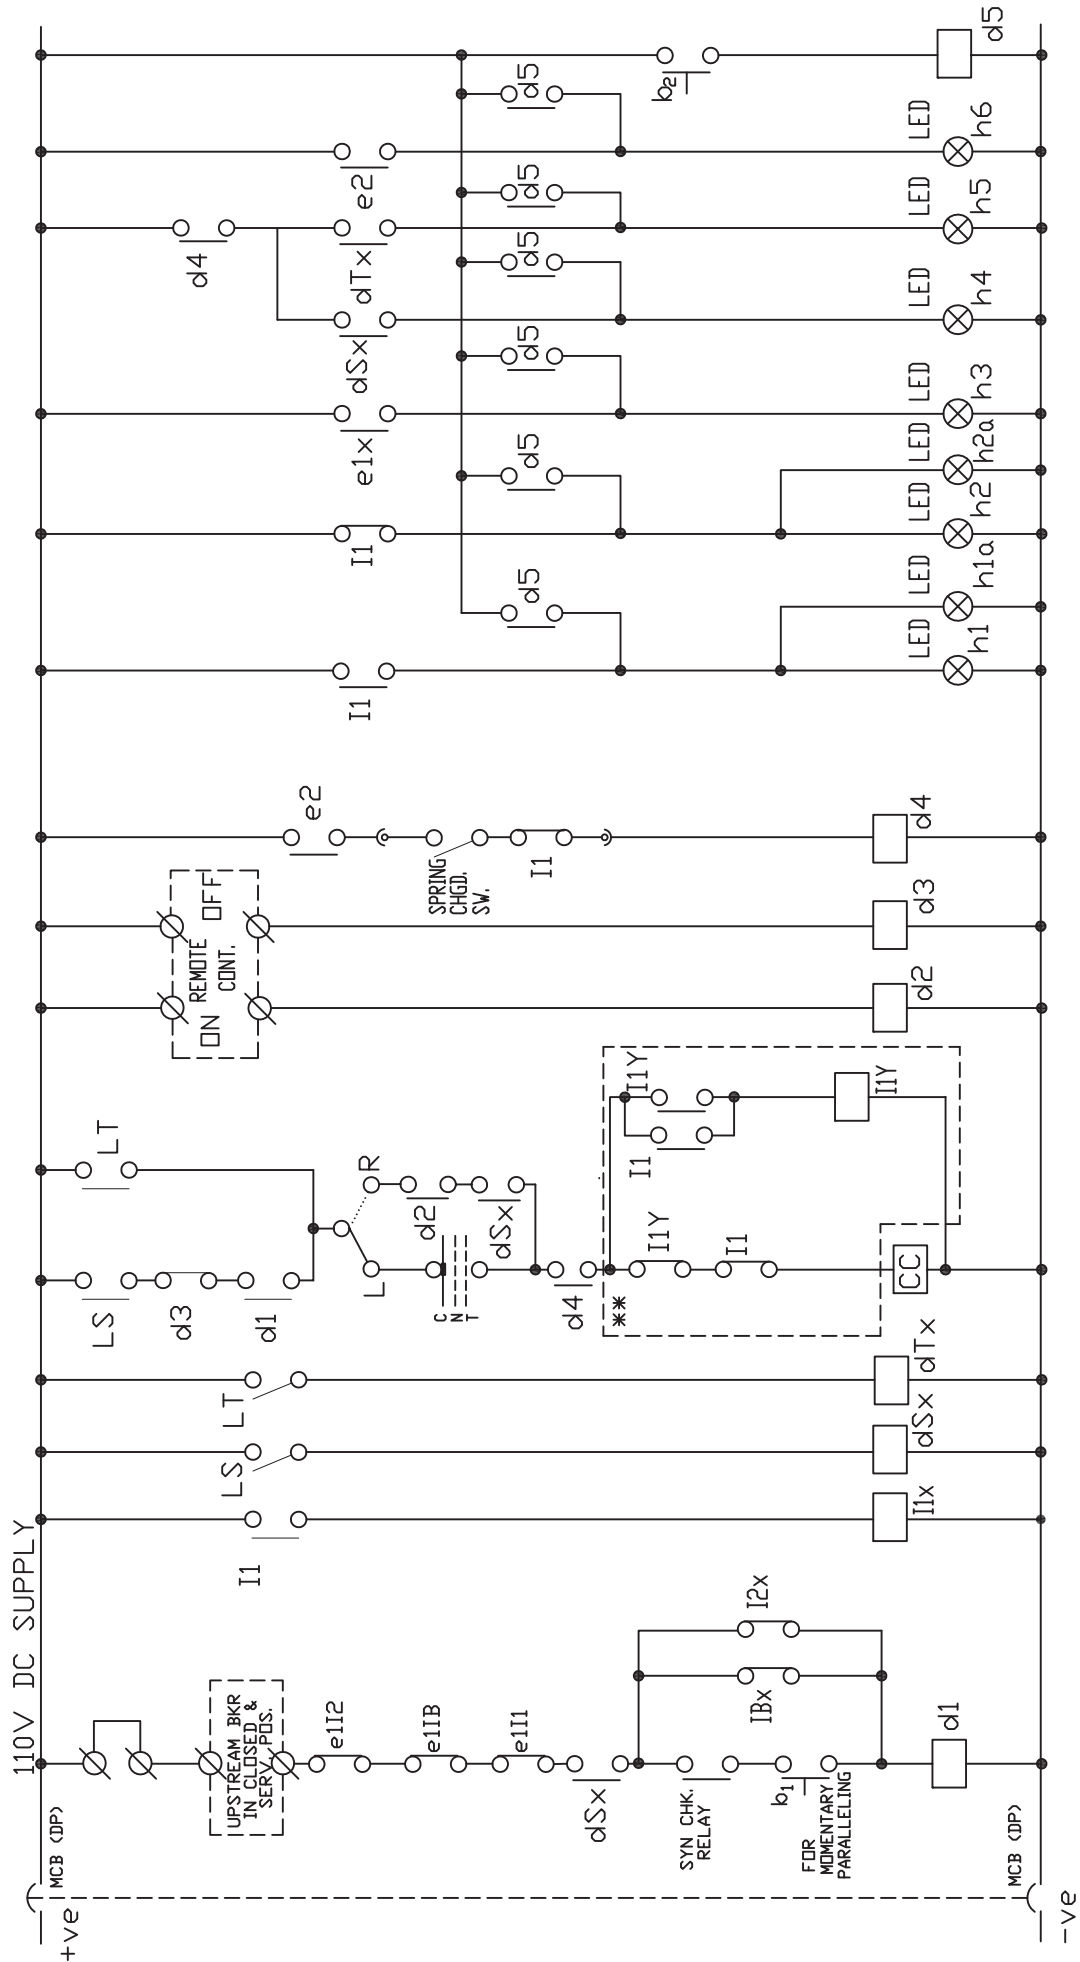 110V DC SUPPLY
+ve
MCB (DP)
UPSTREAM BKR
IN CLOSED &
SERV. POS.
e1I2
e1IB
e1I1
dSx
SYN CHK.
RELAY
b1
FOR
MOMENTARY
PARALLELING
IBx
I2x
d1
MCB (DP)
-ve
I1
I1x
LS
dSx
LT
dTx
LS
d3
d1
LT
L
R
C
N
T
d2
dSx
d4
**
I1Y
I1
I1
I1Y
I1Y
CC
ON
OFF
REMOTE
CONT.
d2
d3
e2
SPRING
CHGD.
SW.
I1
d4
I1
d5
LED
h1
LED
h1a
I1
d5
LED
h2
LED
h2a
e1x
d5
LED
h3
dSx
d5
LED
h4
d4
dTx
d5
LED
h5
e2
d5
LED
h6
b2
d5